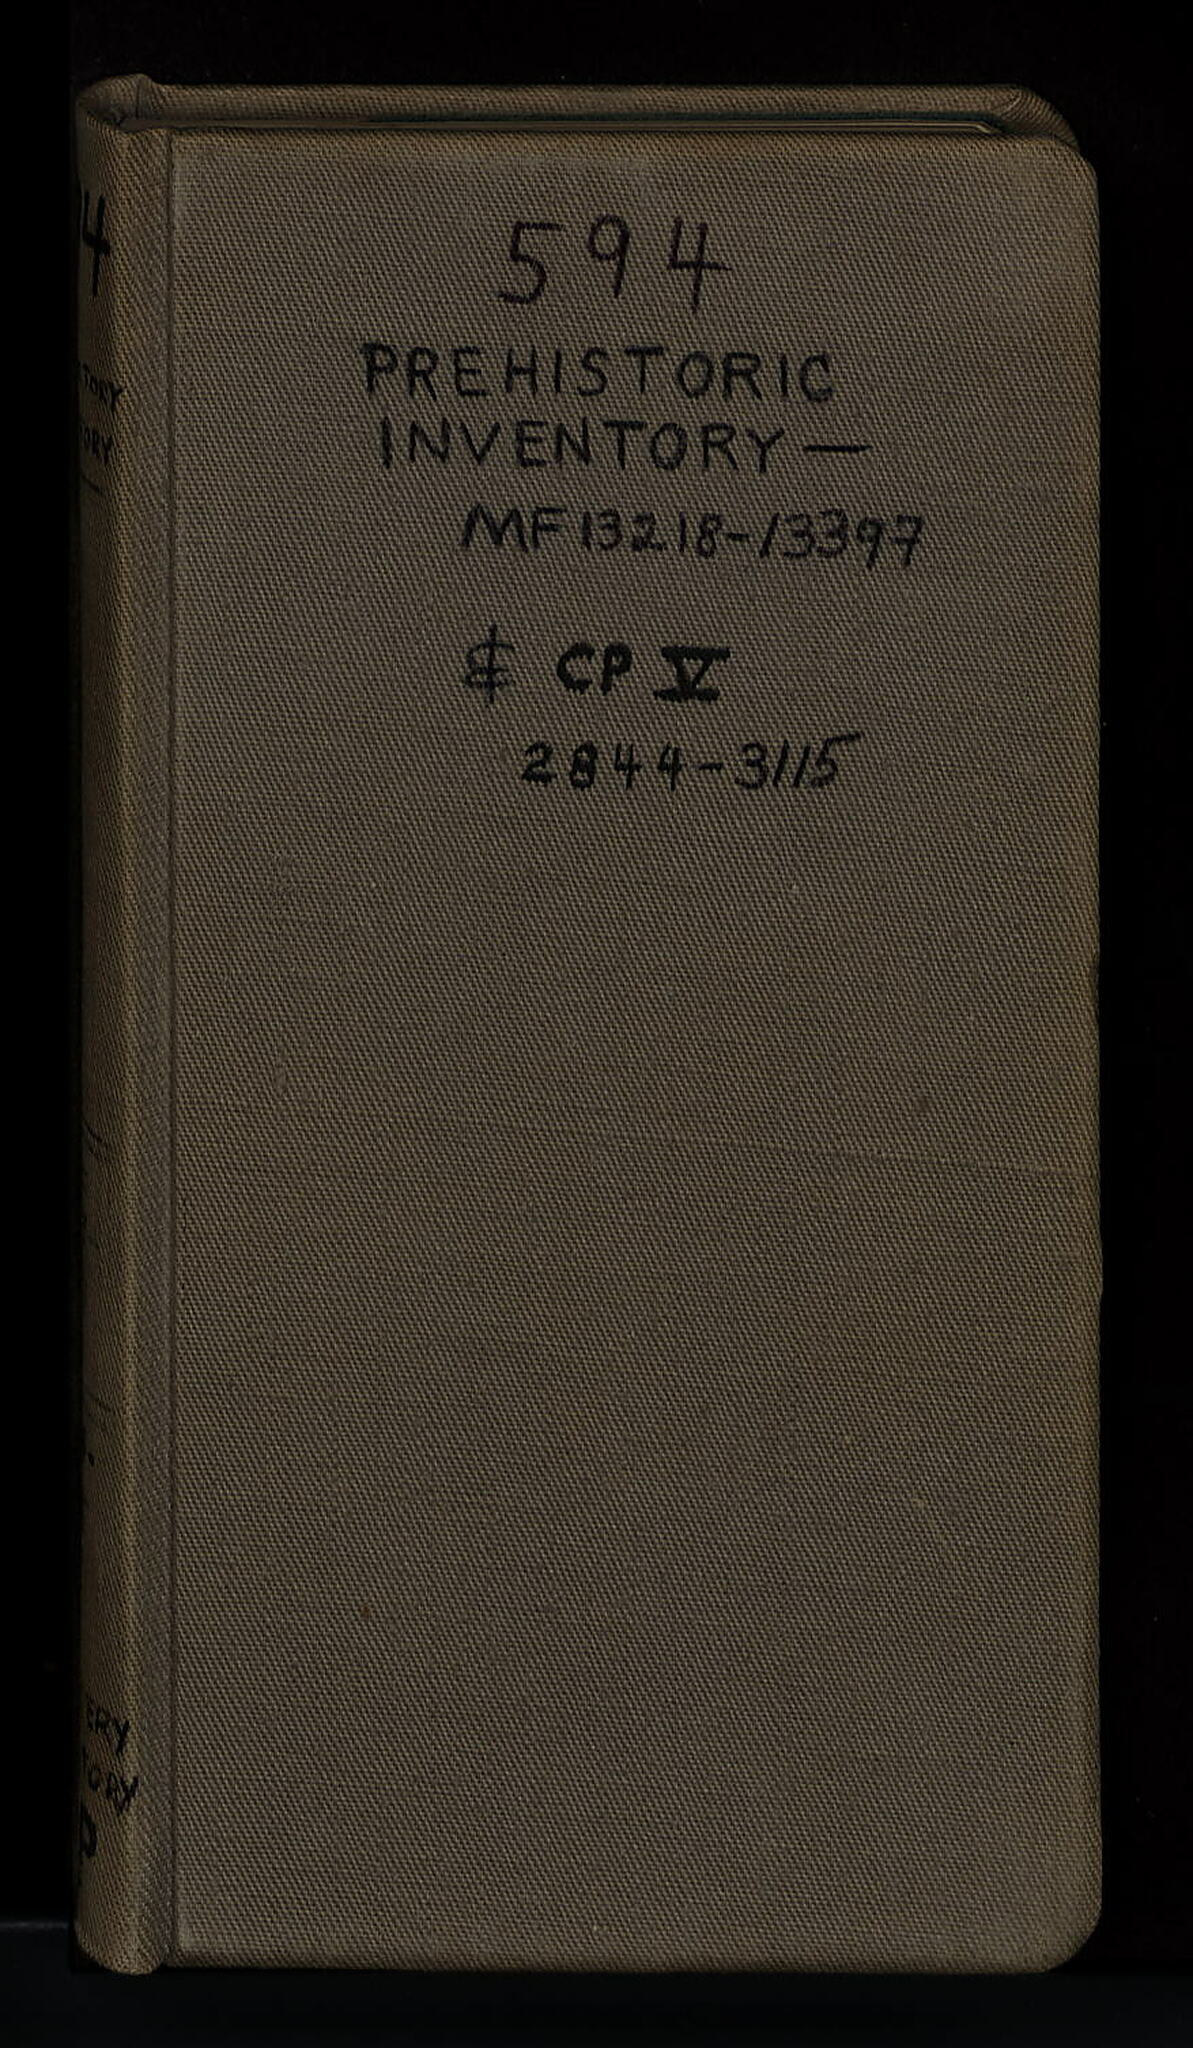 594
PREHISTORIC
INVENTORY—
MF 13218-13397
& CP V
2844-3115